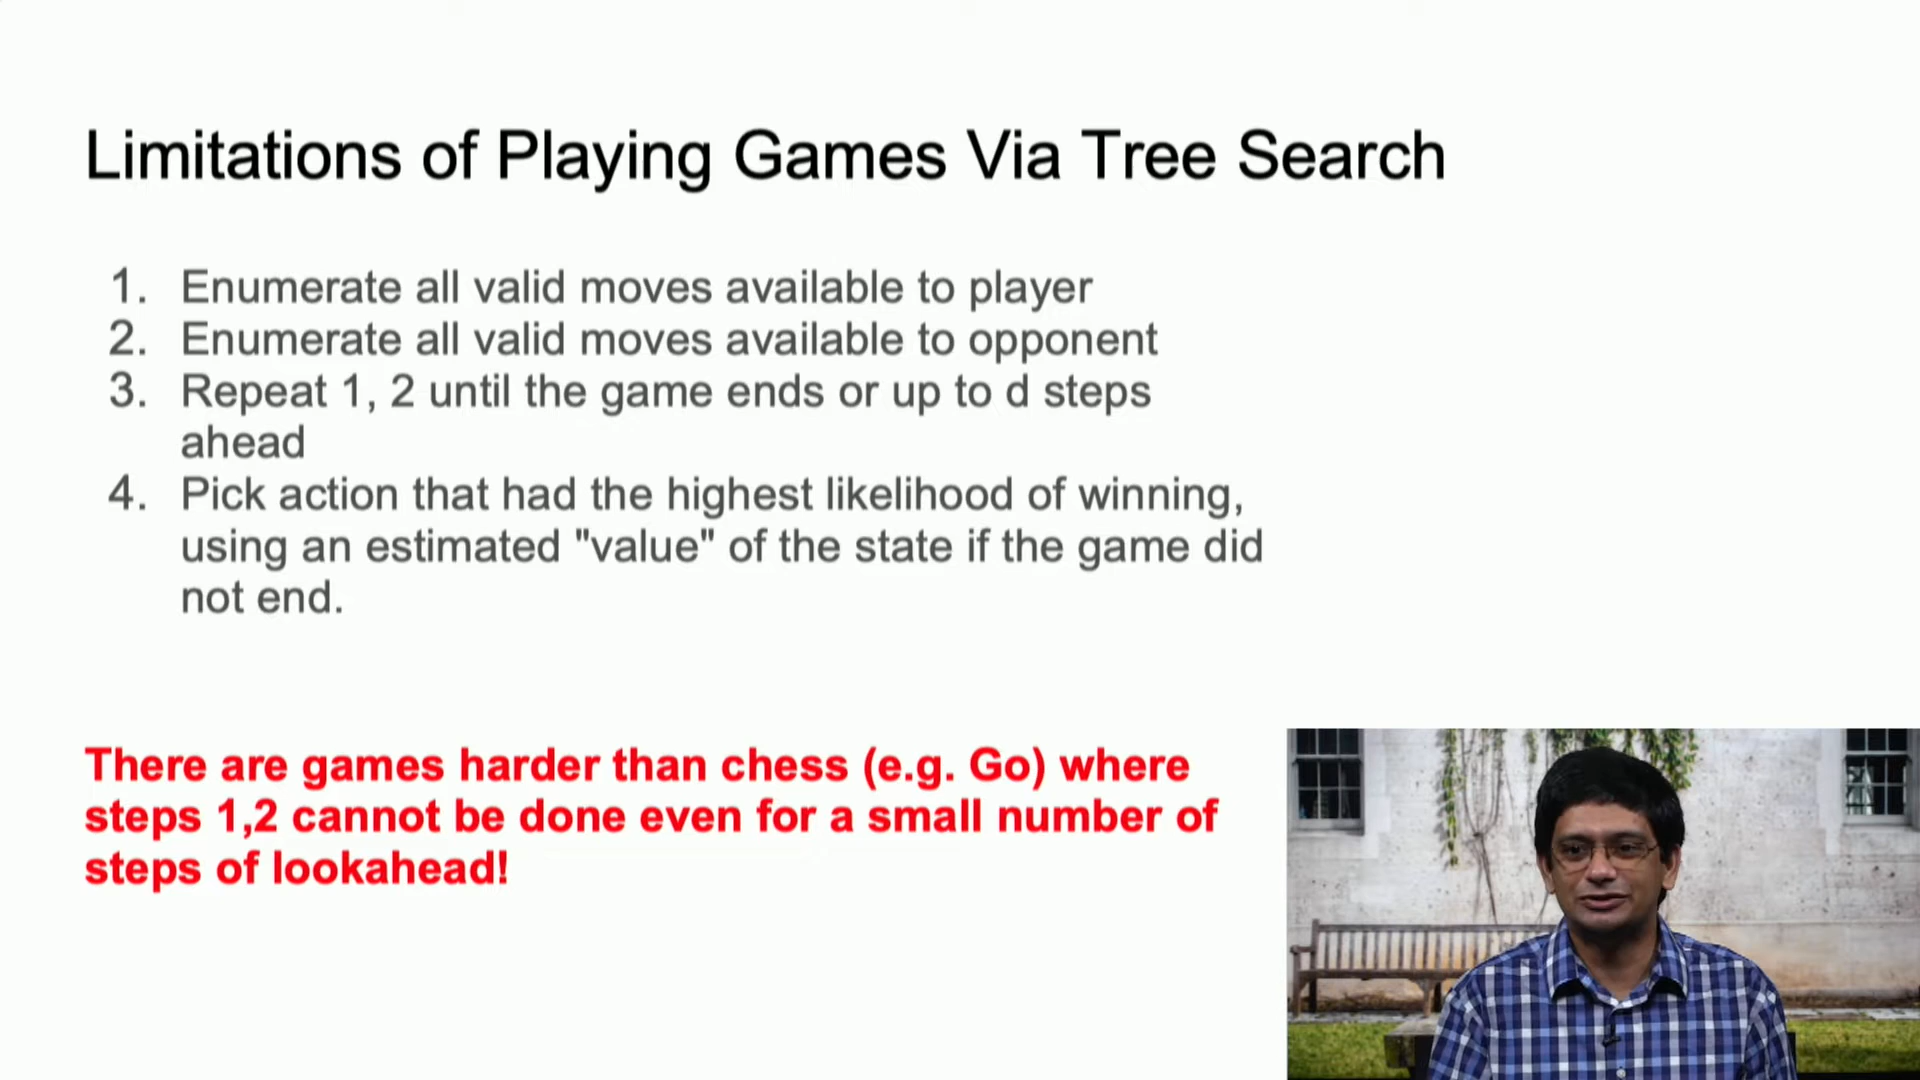 Limitations of Playing Games Via Tree Search
1. Enumerate all valid moves available to player
2. Enumerate all valid moves available to opponent
3. Repeat 1, 2 until the game ends or up to d steps
ahead
4. Pick action that had the highest likelihood of winning,
using an estimated "value" of the state if the game did
not end.
There are games harder than chess (e.g. Go) where
steps 1,2 cannot be done even for a small number of
steps of lookahead!